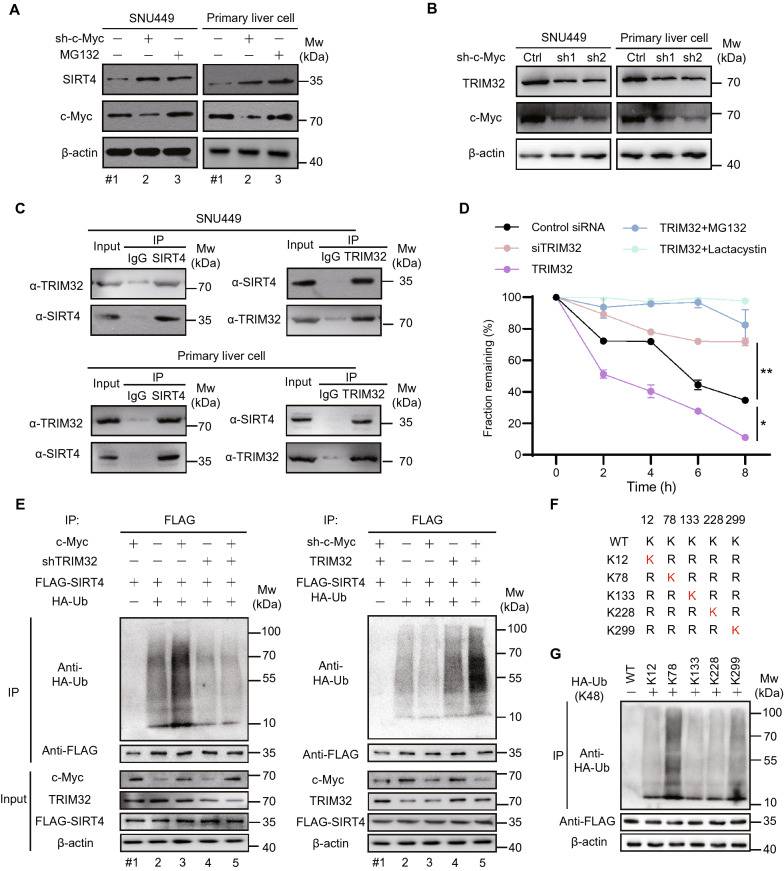 A
SNU449 Primary liver cell
sh-c-Myc − + − − + − Mw
MG132 − − + − − + (kDa)
SIRT4 35
c-Myc 70
β-actin 40
#1 2 3 #1 2 3
B
SNU449 Primary liver cell Mw
sh-c-Myc Ctrl sh1 sh2 Ctrl sh1 sh2 (kDa)
TRIM32 70
c-Myc 70
β-actin 40
C
SNU449
Input IP Mw
IgG SIRT4 (kDa)
α-TRIM32 70
α-SIRT4 35
Input IP Mw
IgG TRIM32 (kDa)
α-SIRT4 35
α-TRIM32 70
Primary liver cell
Input IP Mw
IgG SIRT4 (kDa)
α-TRIM32 70
α-SIRT4 35
Input IP Mw
IgG TRIM32 (kDa)
α-SIRT4 35
α-TRIM32 70
D
Control siRNA
siTRIM32
TRIM32
TRIM32+MG132
TRIM32+Lactacystin
Fraction remaining (%)
100
80
60
40
20
0
0 2 4 6 8
Time (h)
**
*
E
IP: FLAG
c-Myc + − + − +
shTRIM32 − − − + +
FLAG-SIRT4 + + + + +
HA-Ub − + + + +
Mw
(kDa)
IP
Anti-
HA-Ub
100
70
55
10
Anti-FLAG 35
Input
c-Myc 70
TRIM32 70
FLAG-SIRT4 35
β-actin 40
#1 2 3 4 5
IP: FLAG
sh-c-Myc − − + − +
TRIM32 + − − + +
FLAG-SIRT4 + + + + +
HA-Ub − + + + +
Mw
(kDa)
Anti-
HA-Ub
100
70
55
10
Anti-FLAG 35
c-Myc 70
TRIM32 70
FLAG-SIRT4 35
β-actin 40
#1 2 3 4 5
F
12 78 133 228 299
WT K K K K K
K12 K R R R R
K78 R K R R R
K133 R R K R R
K228 R R R K R
K299 R R R R K
G
WT K12 K78 K133 K228 K299
HA-Ub
(K48) − + + + + +
Mw
(kDa)
IP
Anti-
HA-Ub
100
70
55
10
Anti-FLAG 35
β-actin 40